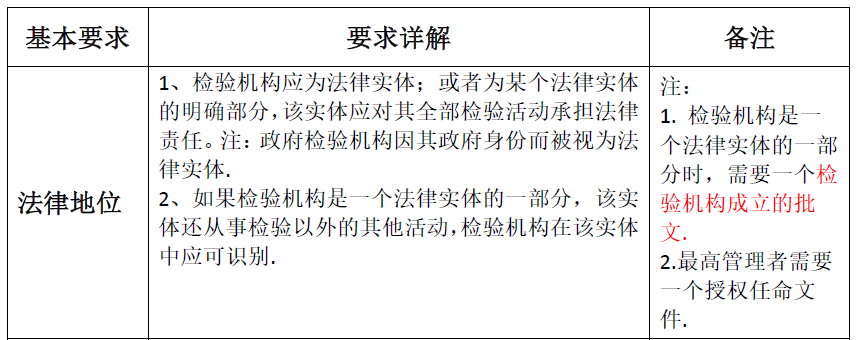 基本要求
要求详解
备注
法律地位
1、检验机构应为法律实体；或者为某个法律实体
的明确部分，该实体应对其全部检验活动承担法律
责任。注：政府检验机构因其政府身份而被视为法
律实体.
2、如果检验机构是一个法律实体的一部分，该实
体还从事检验以外的其他活动，检验机构在该实体
中应可识别.
注：
1. 检验机构是一
个法律实体的一部
分时，需要一个检
验机构成立的批
文.
2.最高管理者需要
一个授权任命文
件.